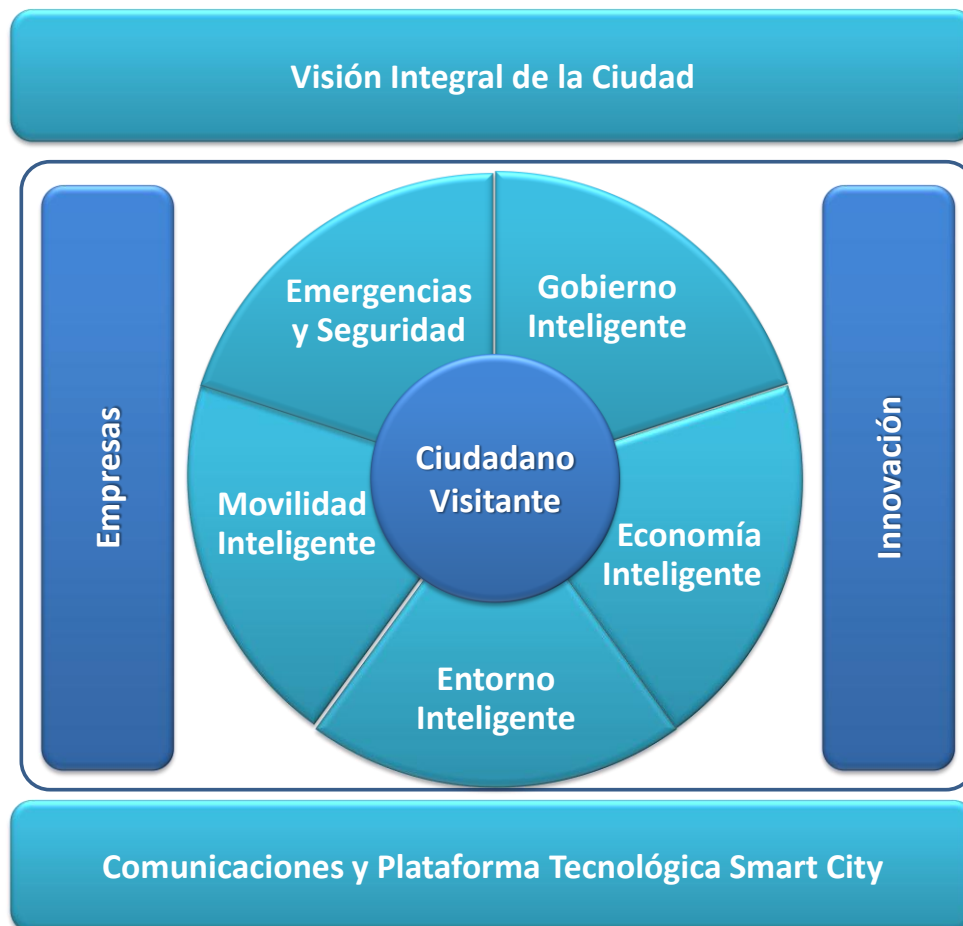 Visión Integral de la Ciudad
Empresas
Emergencias
y Seguridad
Gobierno
Inteligente
Movilidad
Inteligente
Ciudadano
Visitante
Economía
Inteligente
Entorno
Inteligente
Innovación
Comunicaciones y Plataforma Tecnológica Smart City